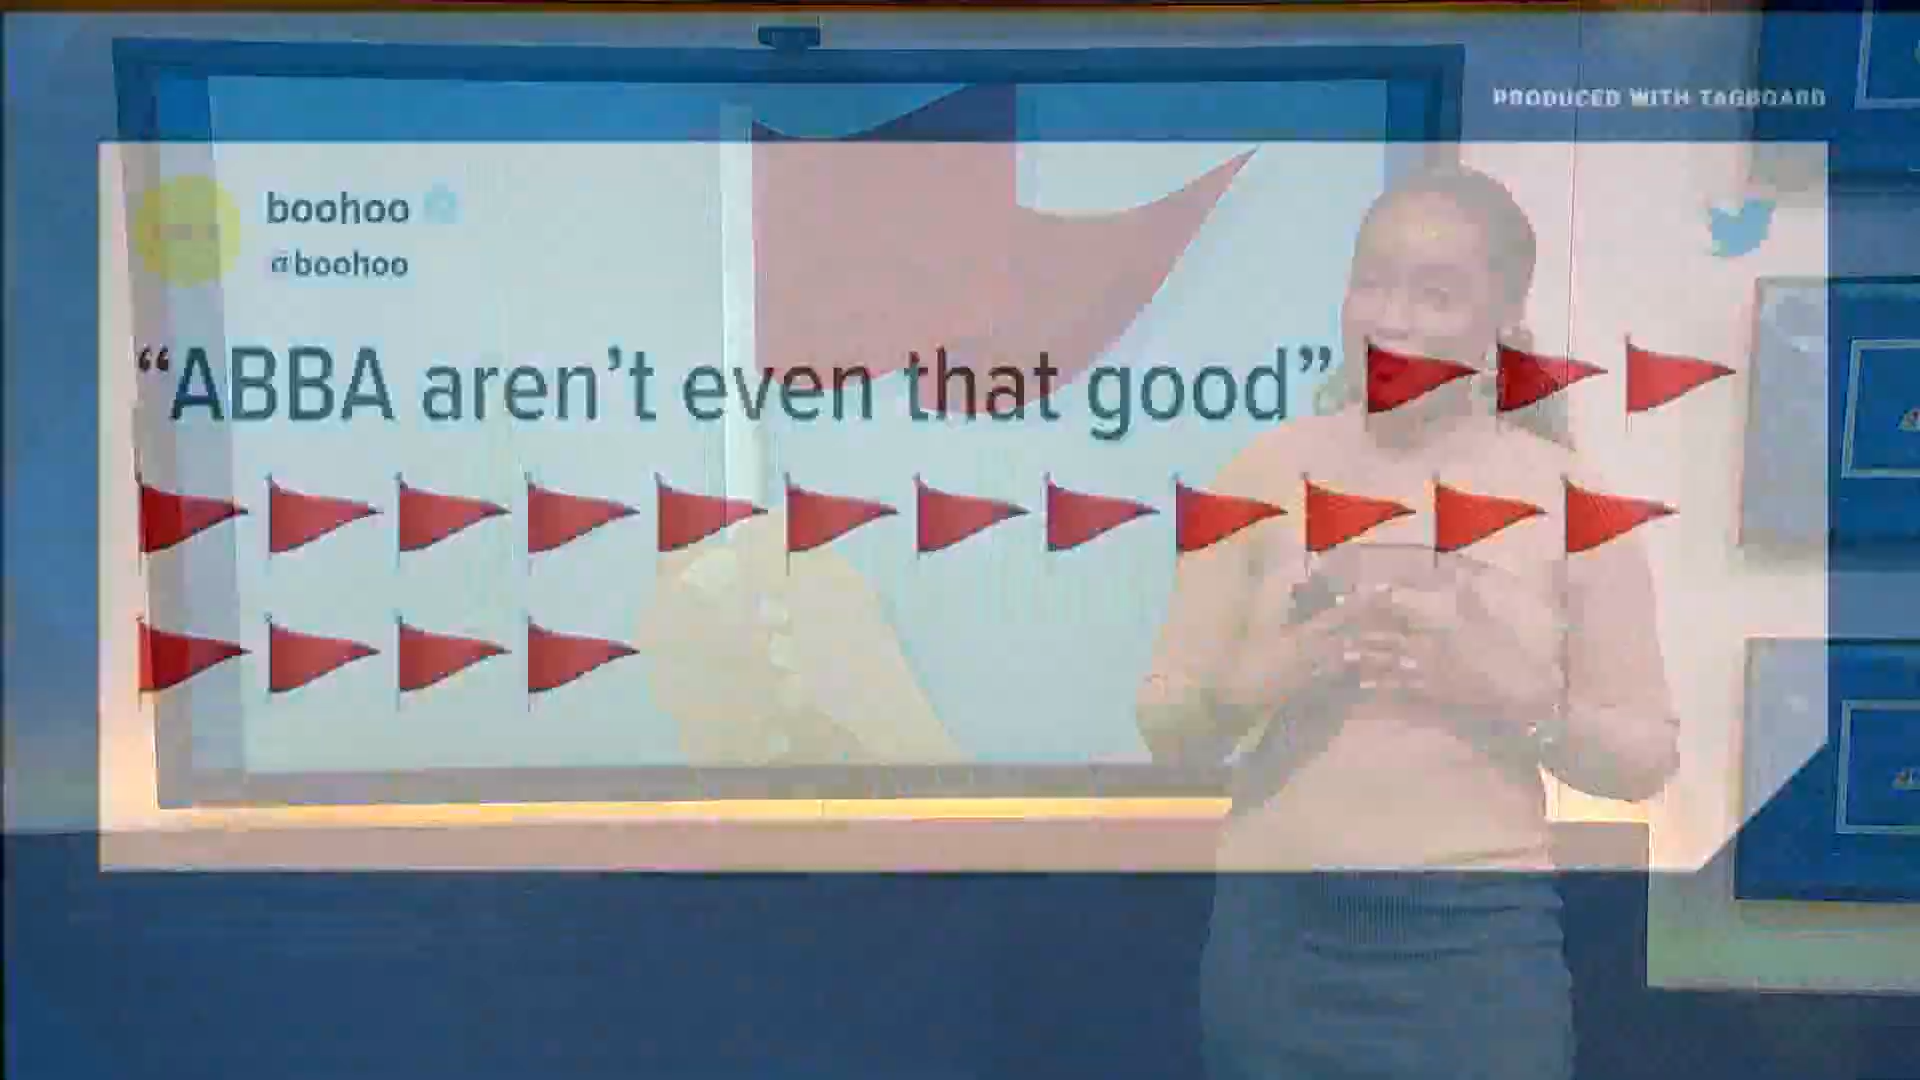 PRODUCED WITH TAGBOARD
boohoo
@boohoo
“ABBA aren’t even that good” 🚩🚩🚩
🚩🚩🚩🚩🚩🚩🚩🚩🚩🚩🚩🚩
🚩🚩🚩🚩